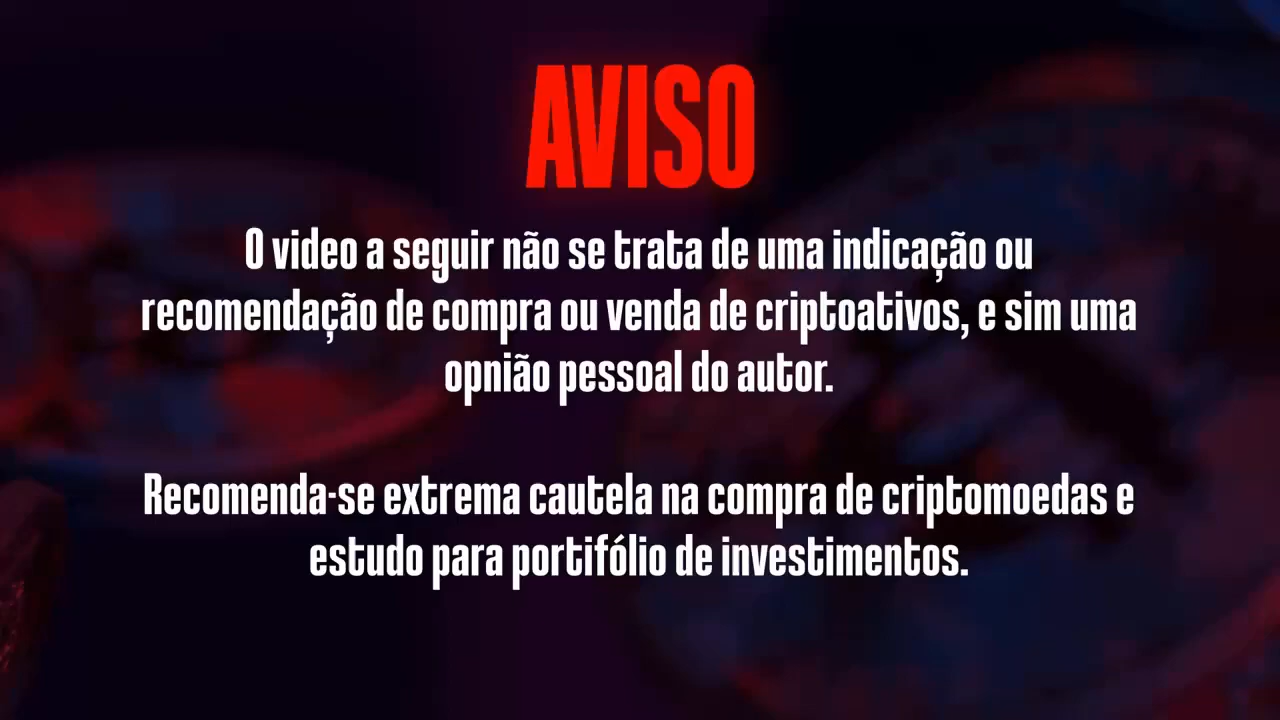 AVISO
O video a seguir não se trata de uma indicação ou
recomendação de compra ou venda de criptoativos, e sim uma
opnião pessoal do autor.
Recomenda-se extrema cautela na compra de criptomoedas e
estudo para portifólio de investimentos.